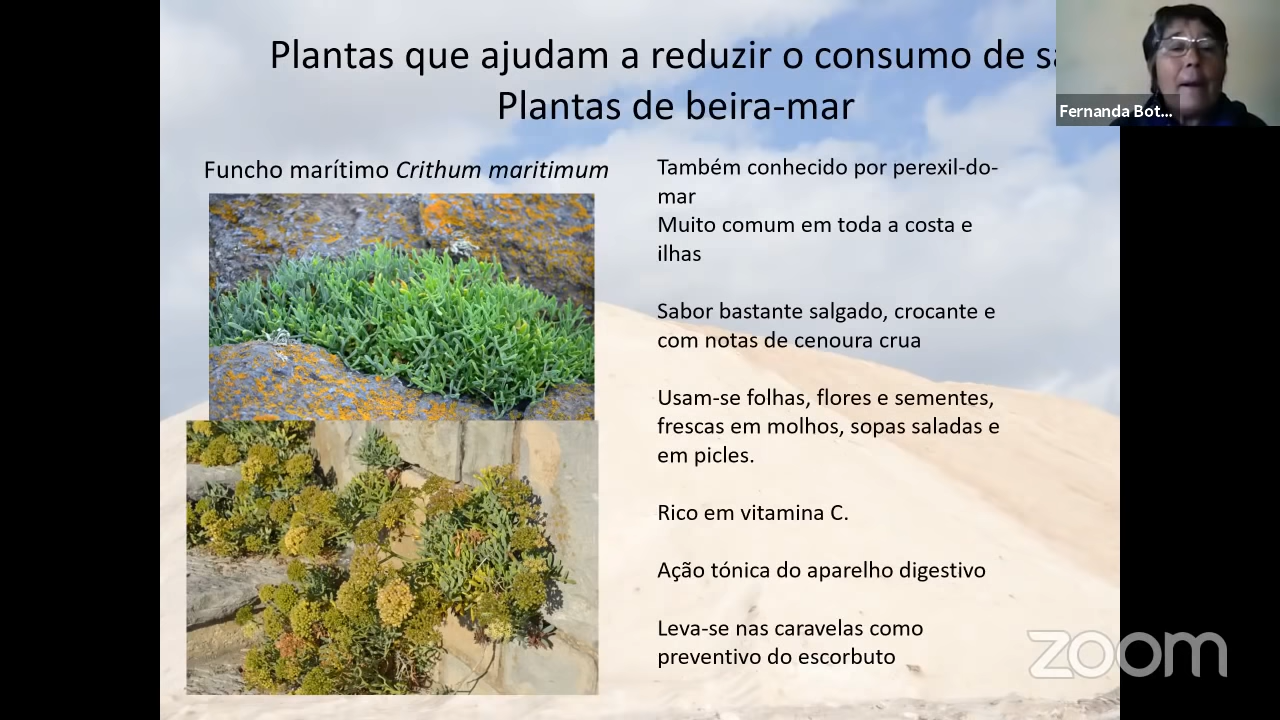 Plantas que ajudam a reduzir o consumo de
Plantas de beira-mar
Fernanda Bot...
Funcho marítimo Crithum maritimum
Também conhecido por perexil-do-
mar
Muito comum em toda a costa e
ilhas
Sabor bastante salgado, crocante e
com notas de cenoura crua
Usam-se folhas, flores e sementes,
frescas em molhos, sopas saladas e
em picles.
Rico em vitamina C.
Ação tónica do aparelho digestivo
Leva-se nas caravelas como
preventivo do escorbuto
zoom